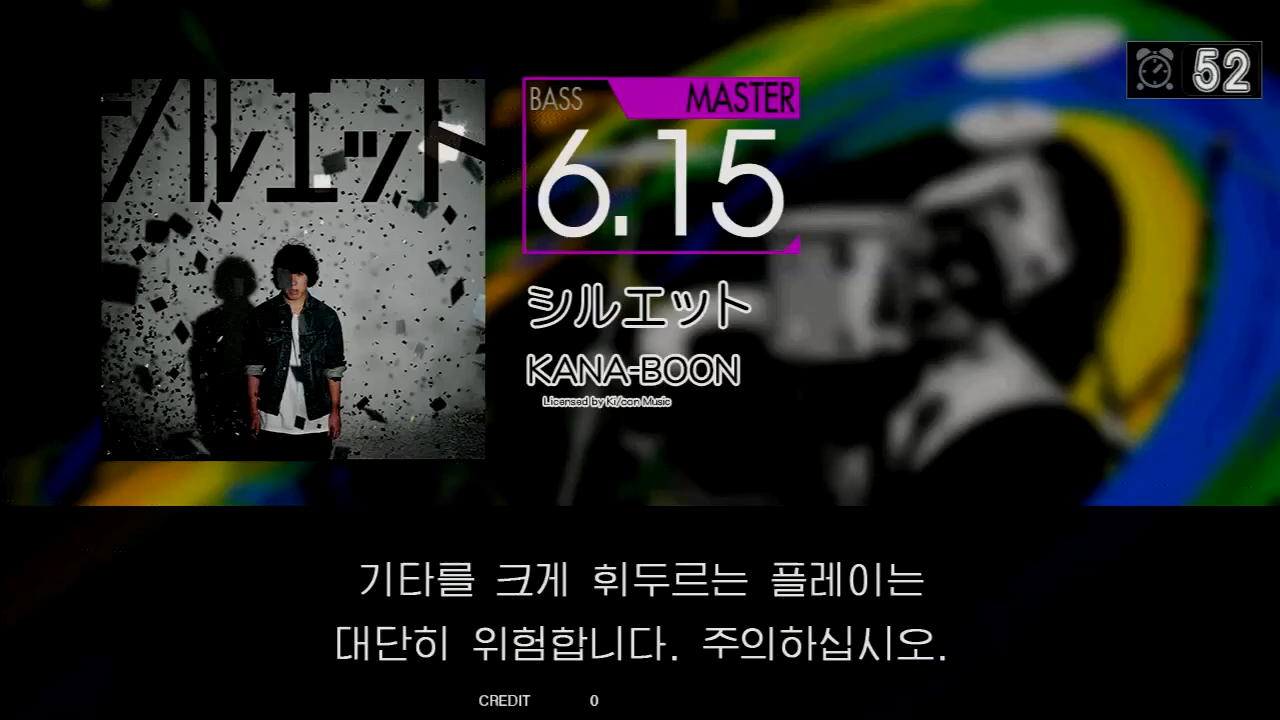 シルエット
BASS MASTER
6.15
52
シルエット
KANA-BOON
Licensed by Ki/oon Music
기타를 크게 휘두르는 플레이는
대단히 위험합니다. 주의하십시오.
CREDIT 0